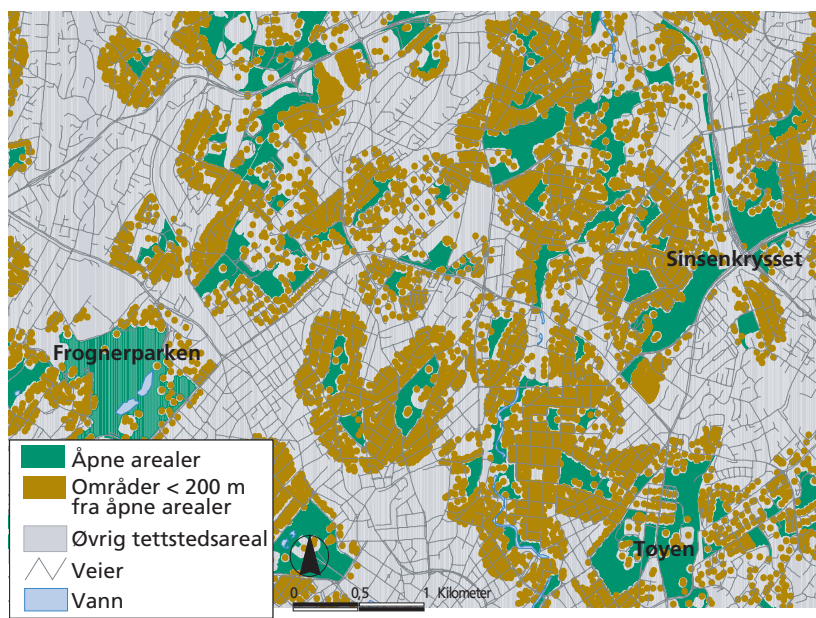 Sinsenkrysset
Frognerparken
Åpne arealer
Områder < 200 m
fra åpne arealer
Øvrig tettstedsareal
Veier
Vann
Tøyen
0 0,5 1 Kilometer